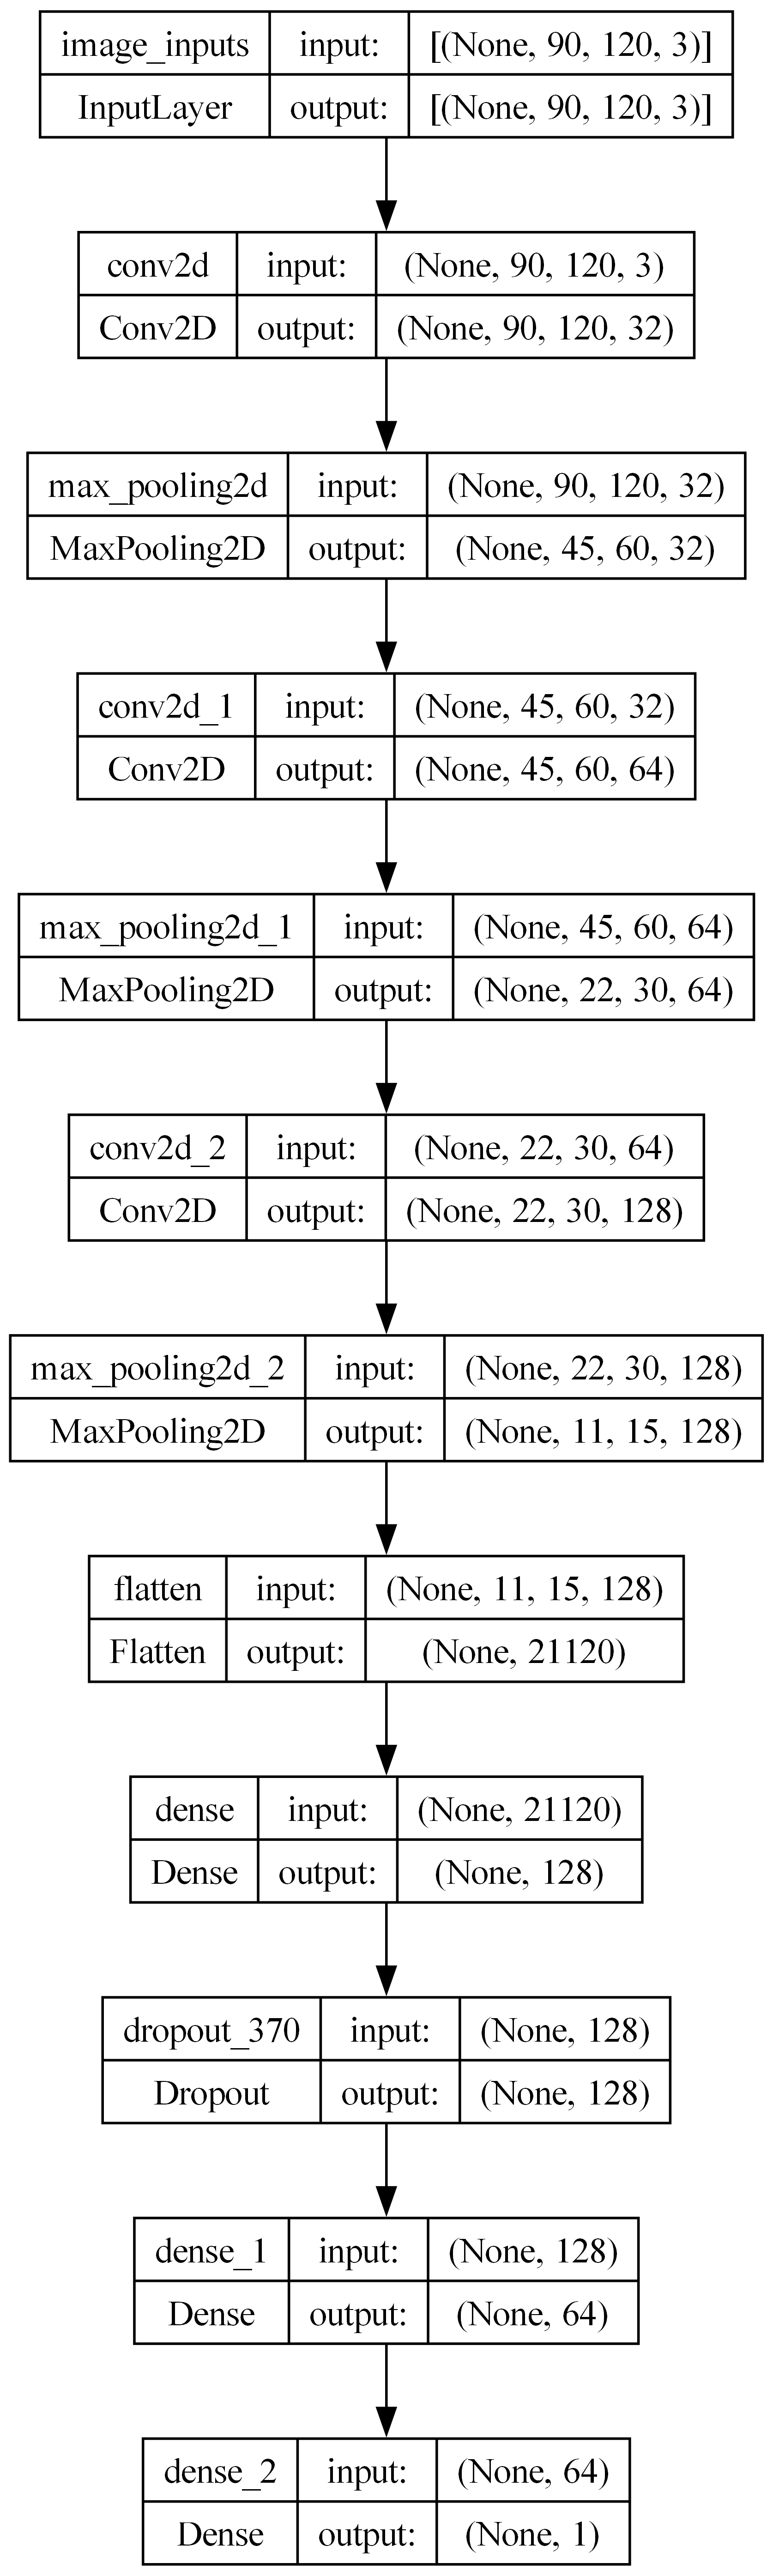 image_inputs input: [(None, 90, 120, 3)]
InputLayer output: [(None, 90, 120, 3)]
conv2d input: (None, 90, 120, 3)
Conv2D output: (None, 90, 120, 32)
max_pooling2d input: (None, 90, 120, 32)
MaxPooling2D output: (None, 45, 60, 32)
conv2d_1 input: (None, 45, 60, 32)
Conv2D output: (None, 45, 60, 64)
max_pooling2d_1 input: (None, 45, 60, 64)
MaxPooling2D output: (None, 22, 30, 64)
conv2d_2 input: (None, 22, 30, 64)
Conv2D output: (None, 22, 30, 128)
max_pooling2d_2 input: (None, 22, 30, 128)
MaxPooling2D output: (None, 11, 15, 128)
flatten input: (None, 11, 15, 128)
Flatten output: (None, 21120)
dense input: (None, 21120)
Dense output: (None, 128)
dropout_370 input: (None, 128)
Dropout output: (None, 128)
dense_1 input: (None, 128)
Dense output: (None, 64)
dense_2 input: (None, 64)
Dense output: (None, 1)